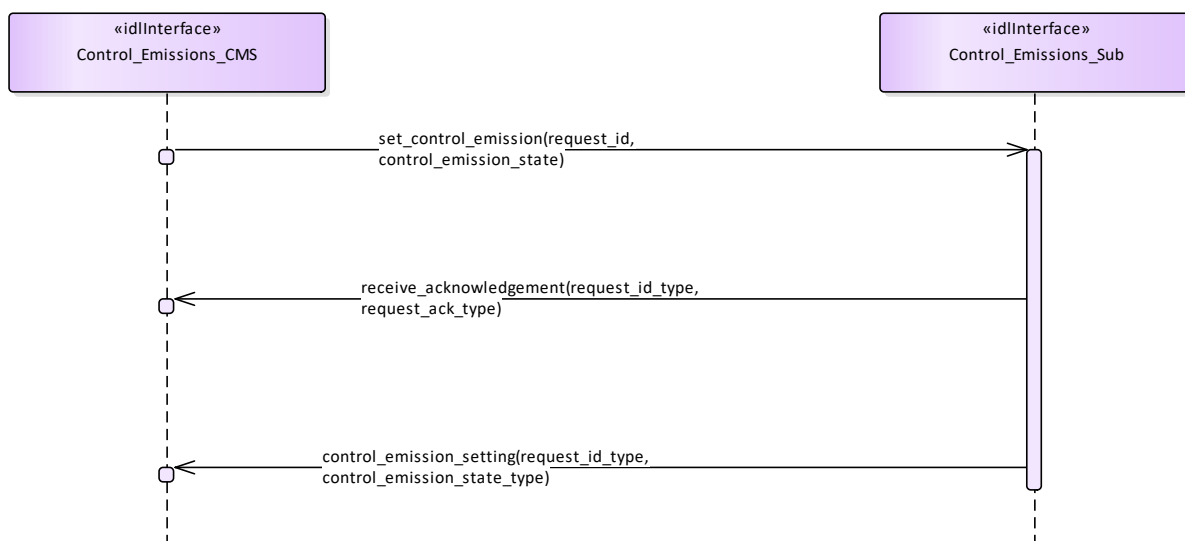 «idlInterface»
Control_Emissions_CMS
«idlInterface»
Control_Emissions_Sub
set_control_emission(request_id,
control_emission_state)
receive_acknowledgement(request_id_type,
request_ack_type)
control_emission_setting(request_id_type,
control_emission_state_type)